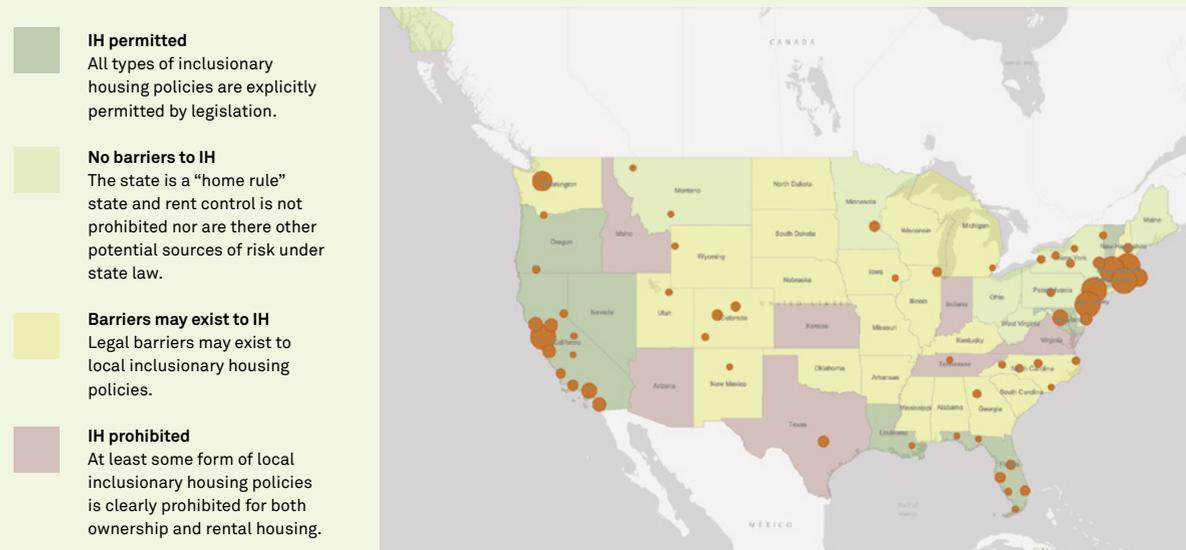 IH permitted
All types of inclusionary
housing policies are explicitly
permitted by legislation.
No barriers to IH
The state is a “home rule”
state and rent control is not
prohibited nor are there other
potential sources of risk under
state law.
Barriers may exist to IH
Legal barriers may exist to
local inclusionary housing
policies.
IH prohibited
At least some form of local
inclusionary housing policies
is clearly prohibited for both
ownership and rental housing.
CANADA
Montana
North Dakota
Minnesota
Maine
Oregon
Idaho
Wisconsin
Michigan
South Dakota
Wyoming
Iowa
Nebraska
UNITED STATES
Nevada
Utah
Illinois
Indiana
Ohio
West Virginia
Kansas
Missouri
Virginia
Kentucky
California
Tennessee
North Carolina
Oklahoma
Arizona
New Mexico
Arkansas
South Carolina
Mississippi
Alabama
Georgia
Texas
Louisiana
MÉXICO